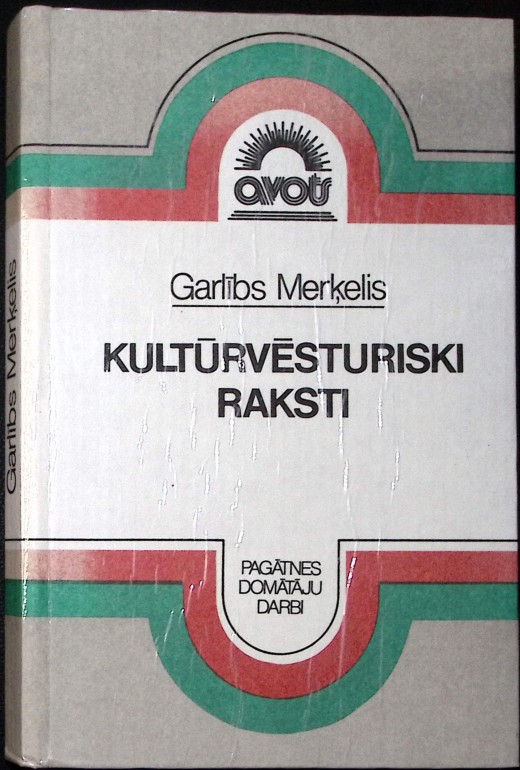 avots
Garlībs Merķelis
KULTŪRVĒSTURISKI
RAKSTI
PAGĀTNES
DOMĀTĀJU
DARBI
Garlībs Merķelis